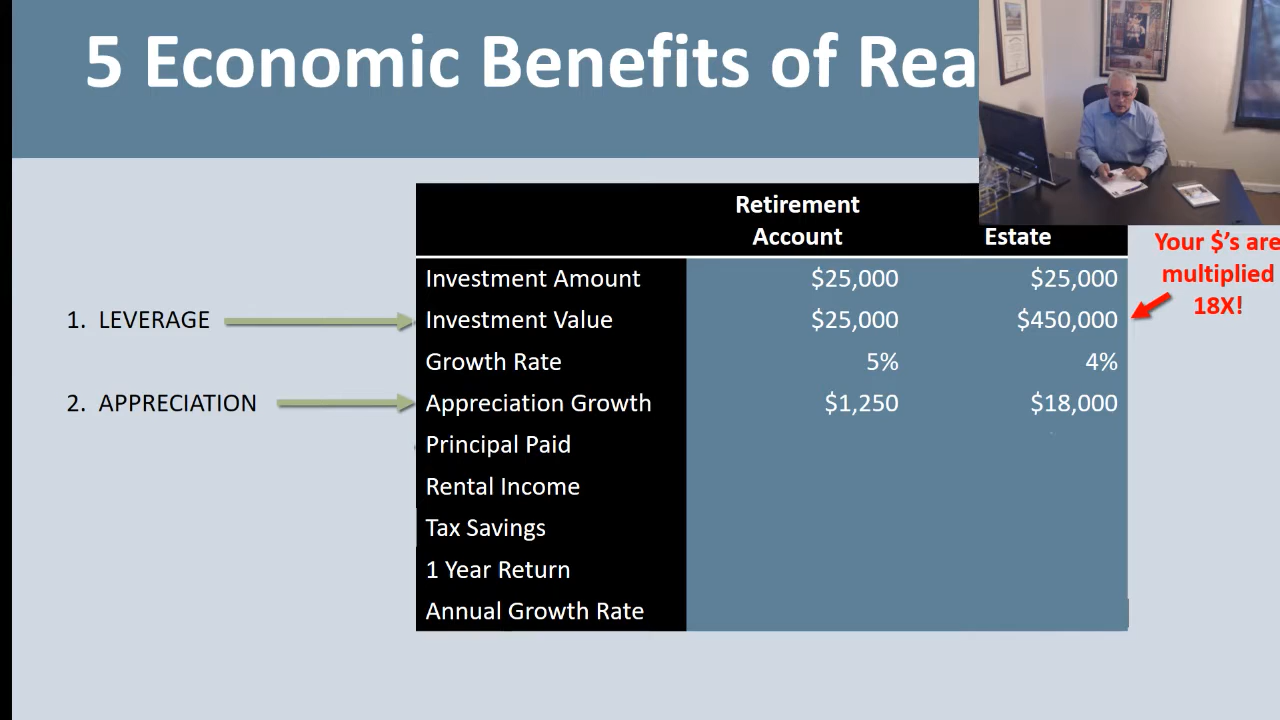 5 Economic Benefits of Rea
Retirement
Account
Estate
Your $'s are
multiplied
18X!
Investment Amount $25,000 $25,000
1. LEVERAGE Investment Value $25,000 $450,000
Growth Rate 5% 4%
2. APPRECIATION Appreciation Growth $1,250 $18,000
Principal Paid
Rental Income
Tax Savings
1 Year Return
Annual Growth Rate